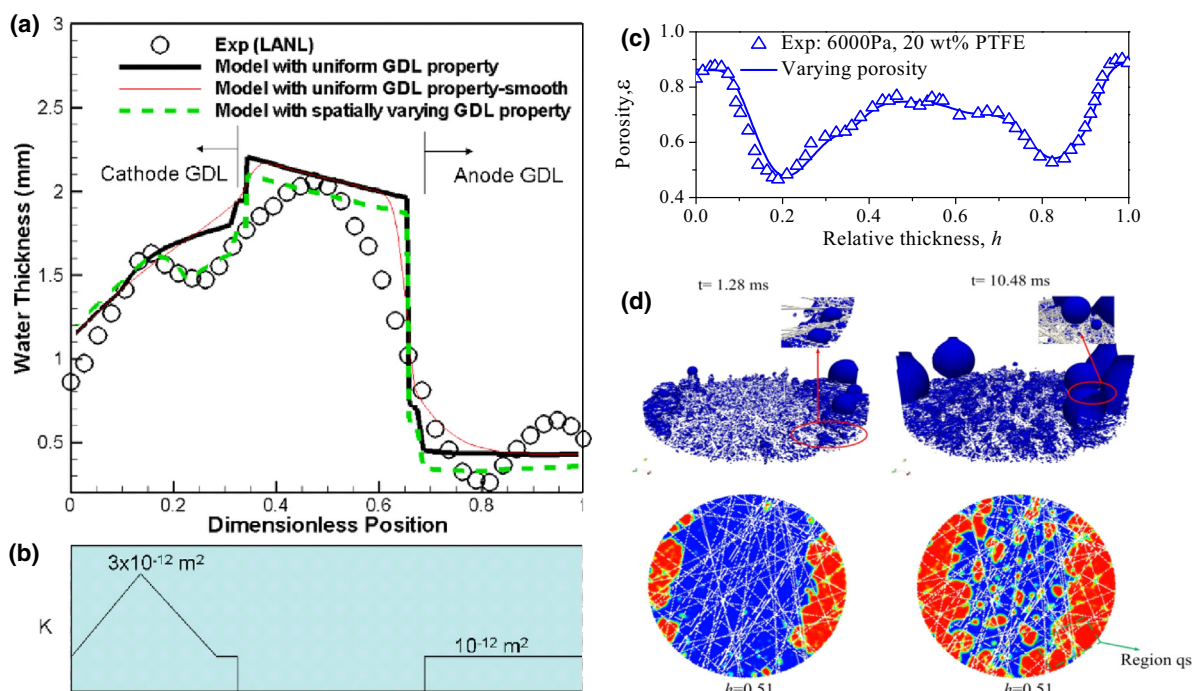 (a)
3
2.5
2
1.5
1
0.5
Water Thickness (mm)
Exp (LANL)
Model with uniform GDL property
Model with uniform GDL property-smooth
Model with spatially varying GDL property
Cathode GDL
Anode GDL
0
0.2
0.4
0.6
0.8
1
Dimensionless Position
(b)
3x10-12 m2
K
10-12 m2
(c)
1.0
0.8
0.6
0.4
Porosity,ε
Exp: 6000Pa, 20 wt% PTFE
Varying porosity
0.0
0.2
0.4
0.6
0.8
1.0
Relative thickness, h
(d)
t= 1.28 ms
t= 10.48 ms
Region qs
h=0.51
h=0.51